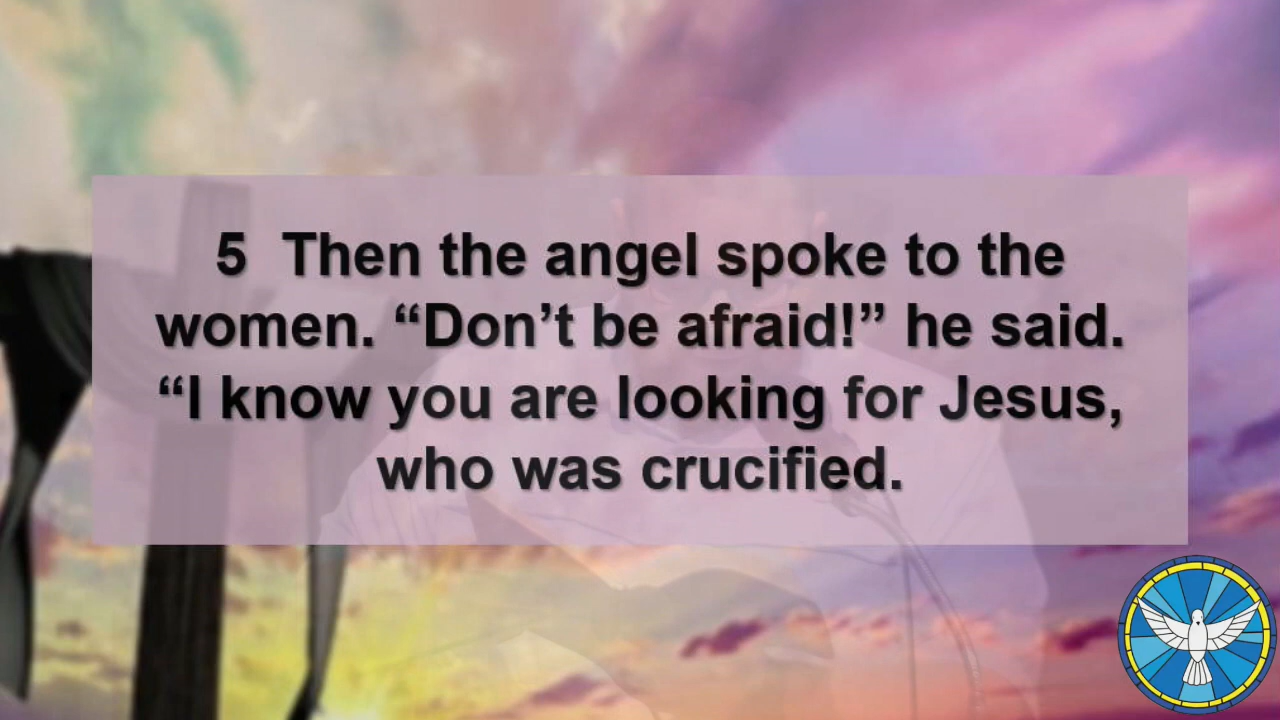 5  Then the angel spoke to the
women. “Don’t be afraid!” he said.
“I know you are looking for Jesus,
who was crucified.